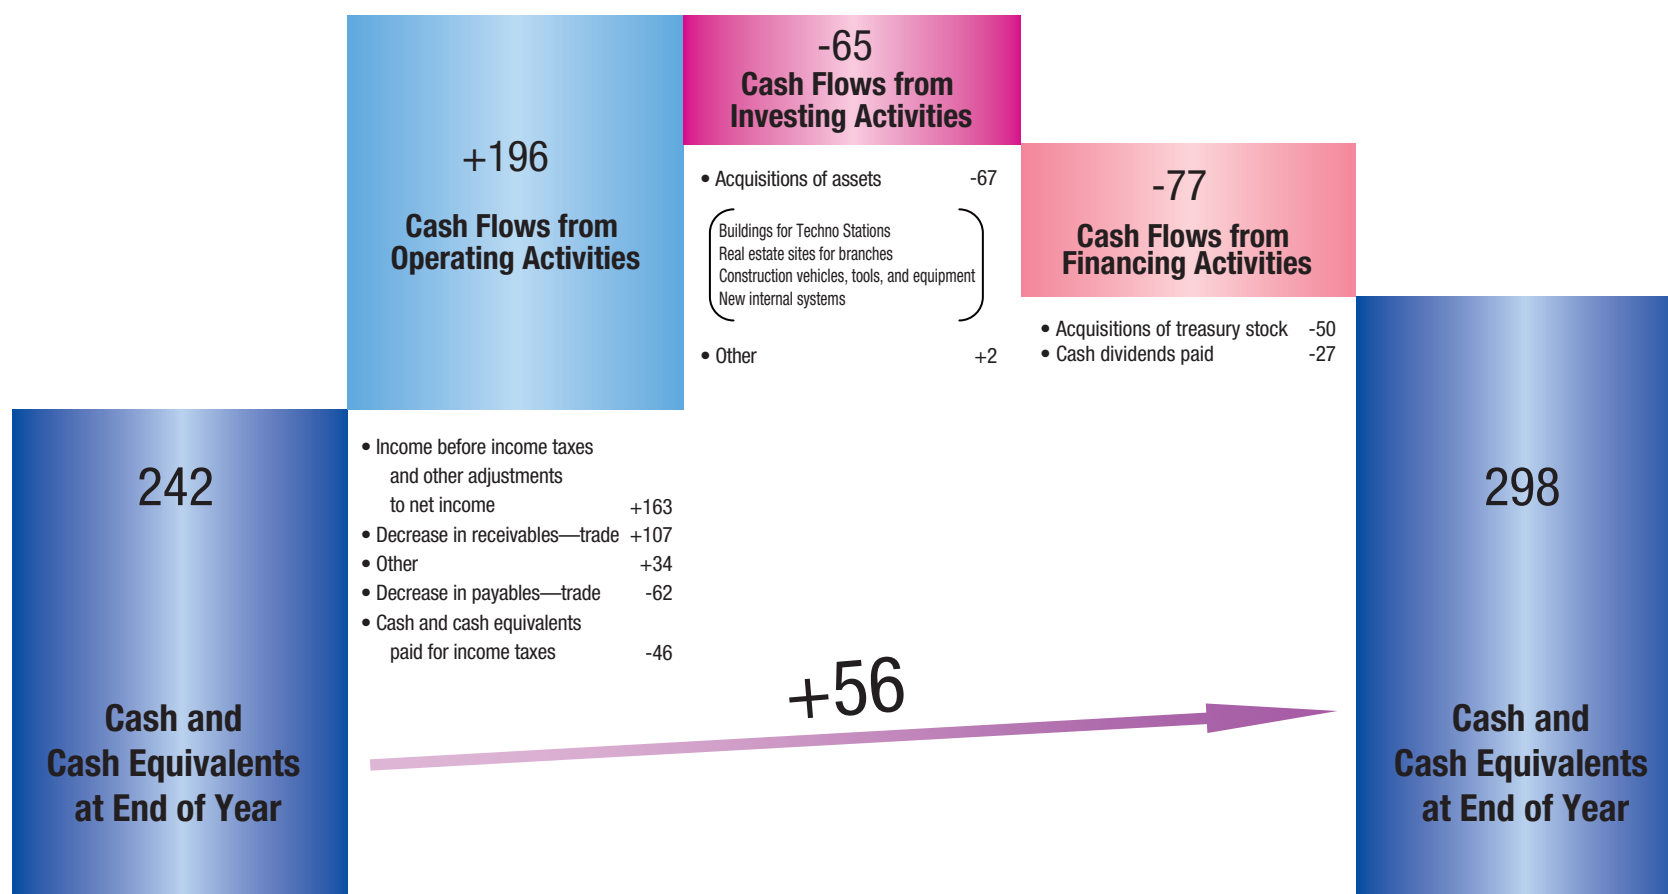 242
Cash and
Cash Equivalents
at End of Year
+196
Cash Flows from
Operating Activities
• Income before income taxes
and other adjustments
to net income +163
• Decrease in receivables—trade +107
• Other +34
• Decrease in payables—trade -62
• Cash and cash equivalents
paid for income taxes -46
-65
Cash Flows from
Investing Activities
• Acquisitions of assets -67
Buildings for Techno Stations
Real estate sites for branches
Construction vehicles, tools, and equipment
New internal systems
• Other +2
-77
Cash Flows from
Financing Activities
• Acquisitions of treasury stock -50
• Cash dividends paid -27
+56
298
Cash and
Cash Equivalents
at End of Year